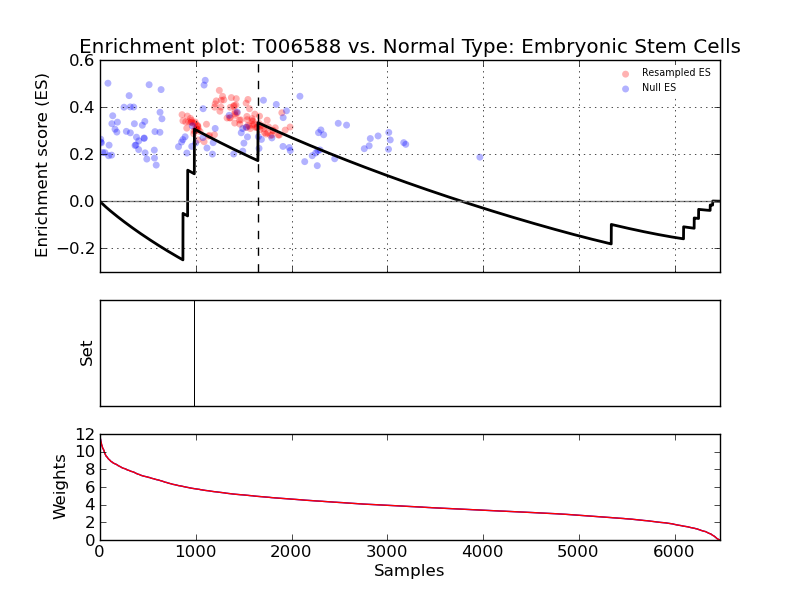 Enrichment plot: T006588 vs. Normal Type: Embryonic Stem Cells
Enrichment score (ES)
0.6
0.4
0.2
0.0
−0.2
Resampled ES
Null ES
Set
Weights
12
10
8
6
4
2
0
0 1000 2000 3000 4000 5000 6000
Samples